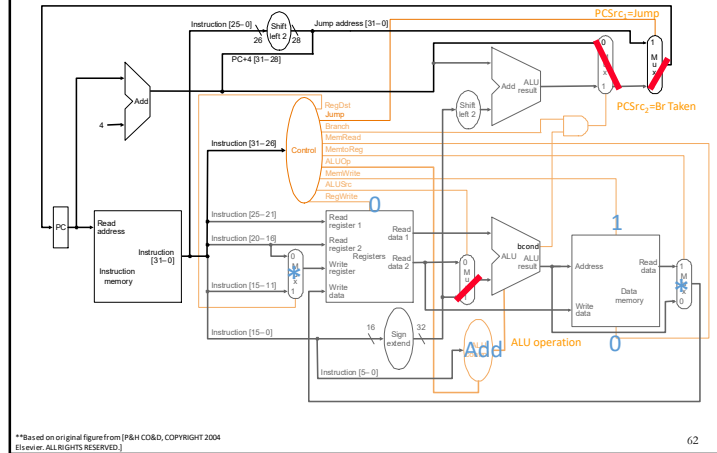 Instruction [25–0]
Shift
left 2
Jump address [31–0]
26
28
PCSrc1=Jump
PC+4 [31–28]
0
M
x
1
1
M
u
x
Add
4
Add
ALU
result
Shift
left 2
PCSrc2=Br Taken
RegDst
Jump
Branch
MemRead
MemtoReg
ALUOp
MemWrite
ALUSrc
RegWrite
Instruction [31–26]
Control
0
1
PC
Read
address
Instruction
[31–0]
Instruction
memory
Instruction [25–21]
Instruction [20–16]
Instruction [15–11]
0
M
*
x
1
Read
register 1
Read
register 2
Registers
Write
register
Write
data
Read
data 1
Read
data 2
0
M
u
bcond
ALU
ALU
result
Address
Write
data
Read
data
Data
memory
1
M
*
x
0
0
Instruction [15–0]
16
Sign
extend
32
Instruction [5–0]
Add
ALU operation
**Based on original figure from [P&H CO&D, COPYRIGHT 2004
Elsevier. ALL RIGHTS RESERVED.]
62